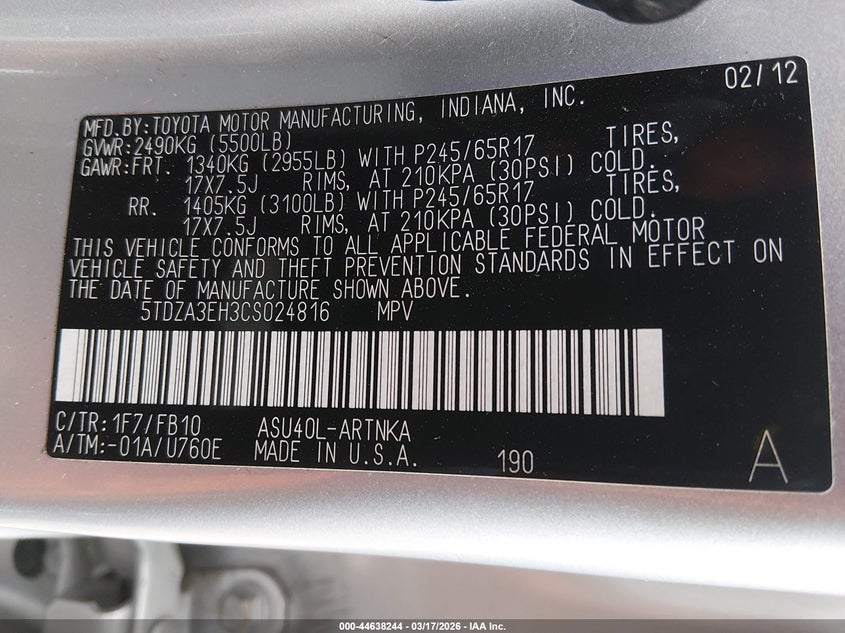 02/12
MFD.BY:TOYOTA MOTOR MANUFACTURING, INDIANA, INC.
GVWR:2490KG (5500LB)
GAWR:FRT. 1340KG (2955LB) WITH P245/65R17 TIRES,
17X7.5J RIMS, AT 210KPA (30PSI) COLD.
RR. 1405KG (3100LB) WITH P245/65R17 TIRES,
17X7.5J RIMS, AT 210KPA (30PSI) COLD.
THIS VEHICLE CONFORMS TO ALL APPLICABLE FEDERAL MOTOR
VEHICLE SAFETY AND THEFT PREVENTION STANDARDS IN EFFECT ON
THE DATE OF MANUFACTURE SHOWN ABOVE.
5TDZA3EH3CS024816 MPV
C/TR:1F7/FB10 ASU40L-ARTNKA
A/TM:-01A/U760E MADE IN U.S.A. 190 A
000-44638244 - 03/17/2026 - IAA Inc.